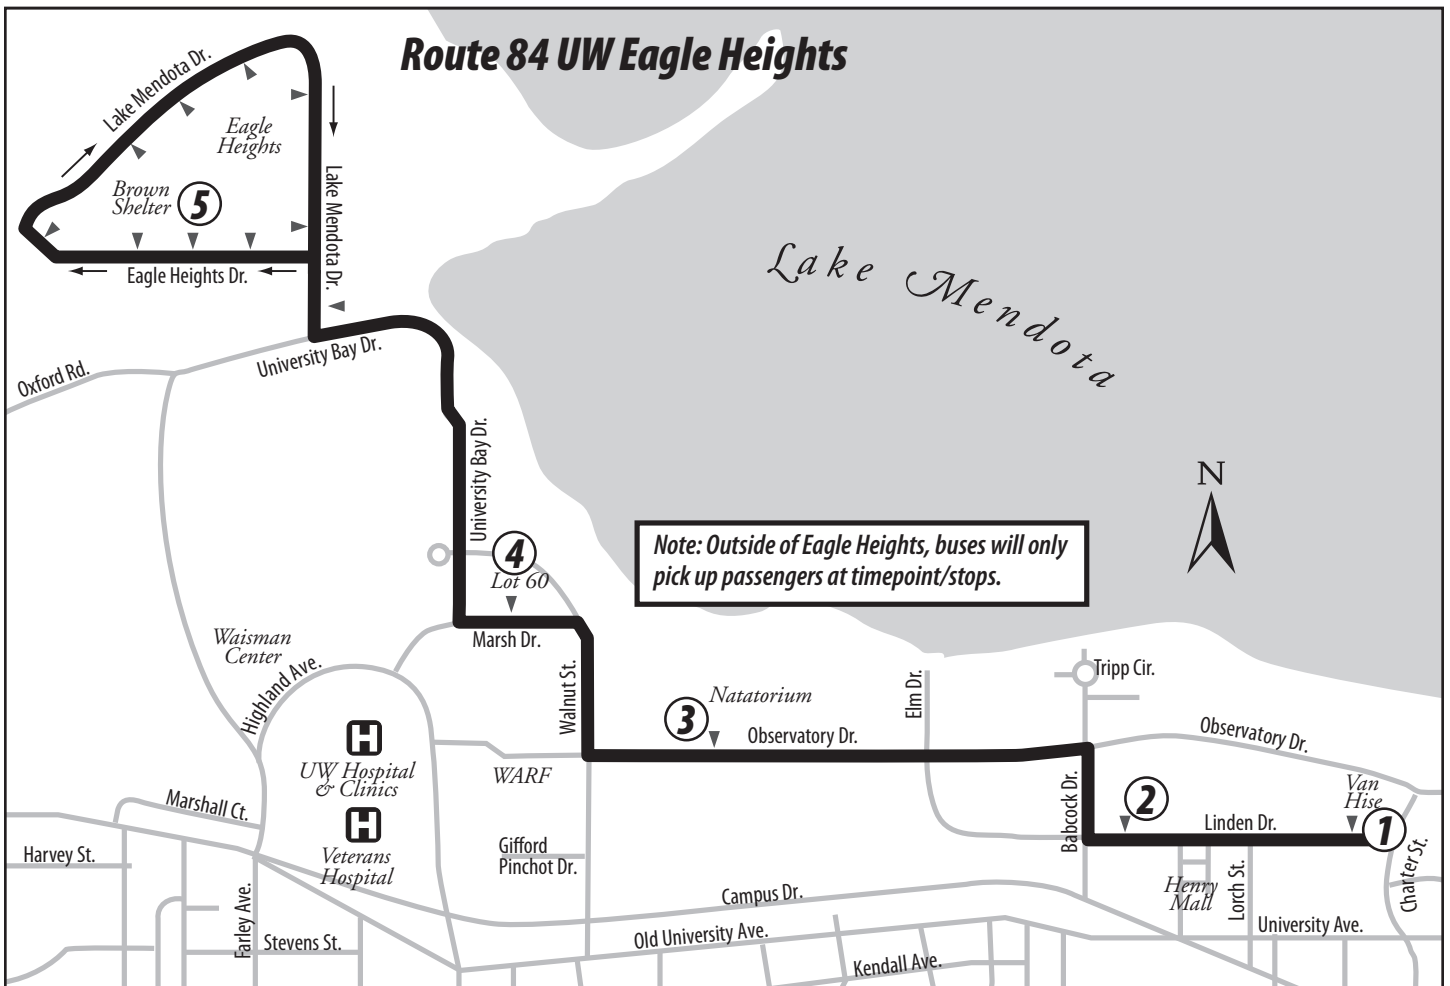 Route 84 UW Eagle Heights
Lake Mendota Dr.
Eagle
Heights
Brown
Shelter
5
Lake Mendota Dr.
Eagle Heights Dr.
Lake Mendota
University Bay Dr.
Oxford Rd.
University Bay Dr.
N
Note: Outside of Eagle Heights, buses will only
pick up passengers at timepoint/stops.
4
Lot 60
Marsh Dr.
Waisman
Center
Highland Ave.
Walnut St.
3
Natatorium
Observatory Dr.
Elm Dr.
Tripp Cir.
Observatory Dr.
H
UW Hospital
& Clinics
H
Veterans
Hospital
WARF
Gifford
Pinchot Dr.
Babcock Dr.
2
Linden Dr.
Van
Hise
1
Charter St.
Henry
Mall
Lorch St.
University Ave.
Marshall Ct.
Harvey St.
Farley Ave.
Stevens St.
Campus Dr.
Old University Ave.
Kendall Ave.